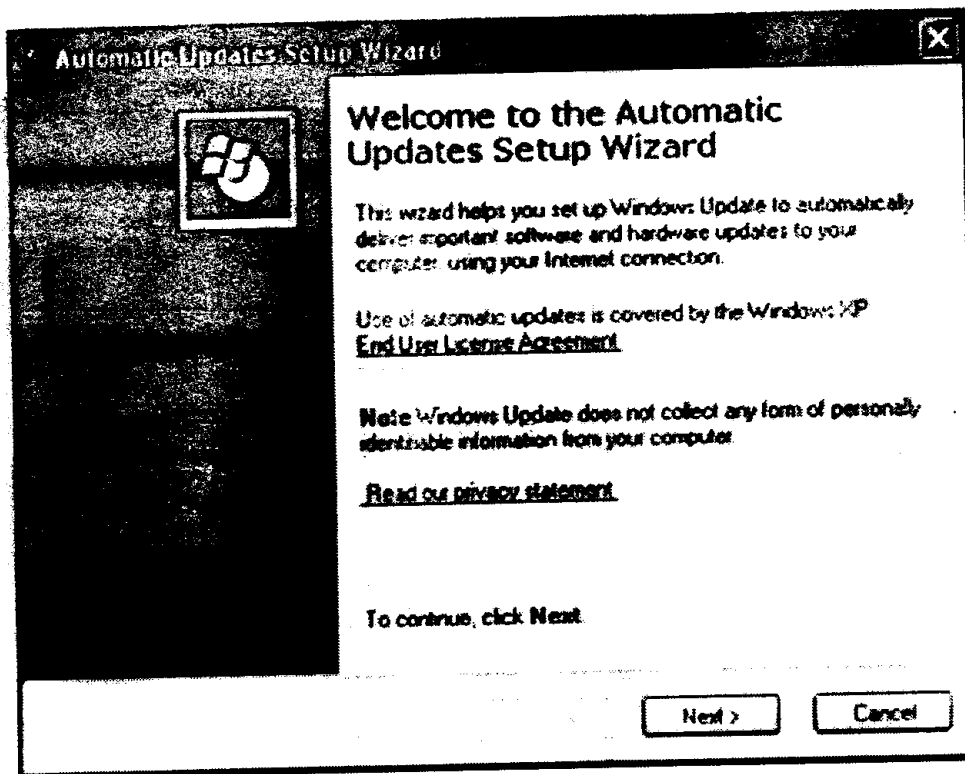 Automatic Updates Setup Wizard
Welcome to the Automatic
Updates Setup Wizard
This wizard helps you set up Windows Update to automatically
deliver important software and hardware updates to your
computer, using your Internet connection.
Use of automatic updates is covered by the Windows XP
End User License Agreement
Note Windows Update does not collect any form of personally
identifiable information from your computer.
Read our privacy statement
To continue, click Next
Next >
Cancel